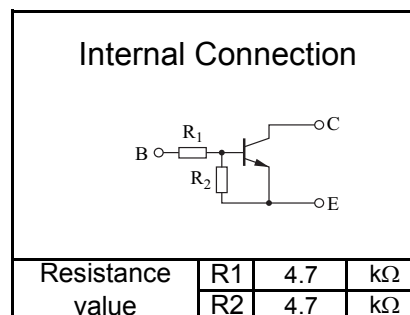 Internal Connection
C
R1
B
R2
E
Resistance value R1 4.7 kΩ
R2 4.7 kΩ